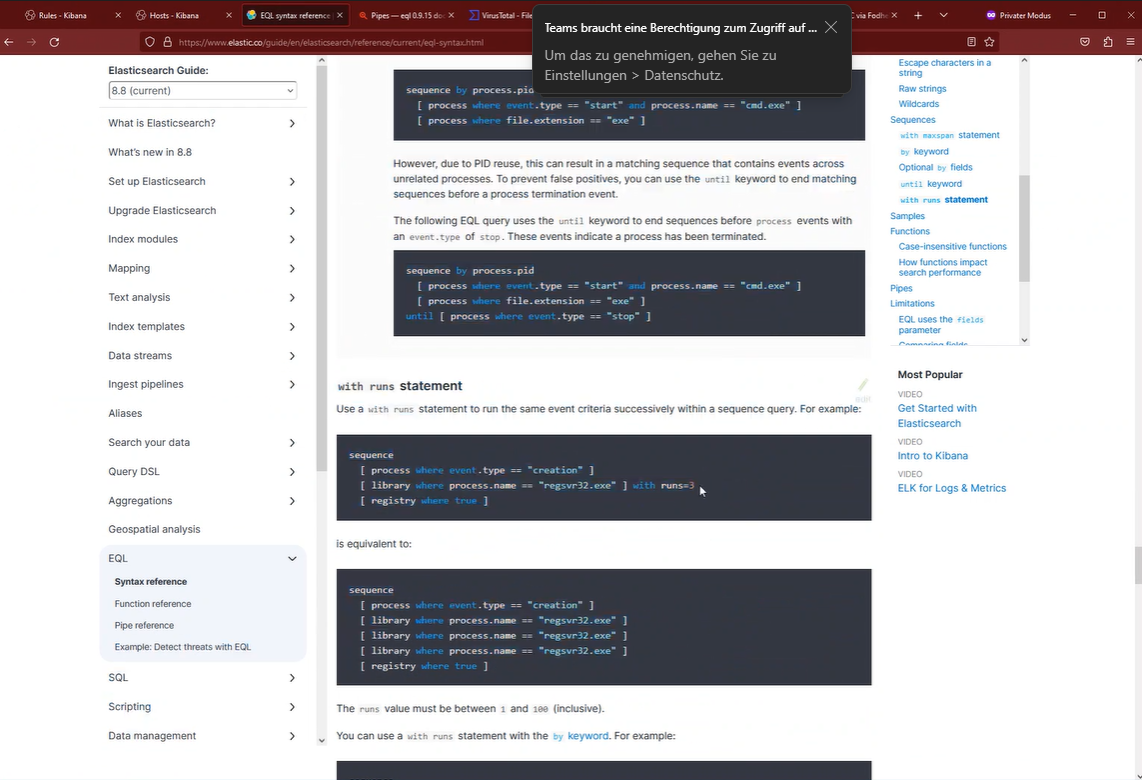 Rules - Kibana
Hosts - Kibana
EQL syntax reference
Pipes — eql 0.9.15 doc
VirusTotal - File
C via Fodhe
Privater Modus
https://www.elastic.co/guide/en/elasticsearch/reference/current/eql-syntax.html
Teams braucht eine Berechtigung zum Zugriff auf ...
Um das zu genehmigen, gehen Sie zu
Einstellungen > Datenschutz.
Elasticsearch Guide:
8.8 (current)
What is Elasticsearch?
What's new in 8.8
Set up Elasticsearch
Upgrade Elasticsearch
Index modules
Mapping
Text analysis
Index templates
Data streams
Ingest pipelines
Aliases
Search your data
Query DSL
Aggregations
Geospatial analysis
EQL
Syntax reference
Function reference
Pipe reference
Example: Detect threats with EQL
SQL
Scripting
Data management
sequence by process.pid
[ process where event.type == "start" and process.name == "cmd.exe" ]
[ process where file.extension == "exe" ]
However, due to PID reuse, this can result in a matching sequence that contains events across
unrelated processes. To prevent false positives, you can use the until keyword to end matching
sequences before a process termination event.
The following EQL query uses the until keyword to end sequences before process events with
an event.type of stop. These events indicate a process has been terminated.
sequence by process.pid
[ process where event.type == "start" and process.name == "cmd.exe" ]
[ process where file.extension == "exe" ]
until [ process where event.type == "stop" ]
with runs statement
Use a with runs statement to run the same event criteria successively within a sequence query. For example:
sequence
[ process where event.type == "creation" ]
[ library where process.name == "regsvr32.exe" ] with runs=3
[ registry where true ]
is equivalent to:
sequence
[ process where event.type == "creation" ]
[ library where process.name == "regsvr32.exe" ]
[ library where process.name == "regsvr32.exe" ]
[ library where process.name == "regsvr32.exe" ]
[ registry where true ]
The runs value must be between 1 and 100 (inclusive).
You can use a with runs statement with the by keyword. For example:
Escape characters in a
string
Raw strings
Wildcards
Sequences
with maxspan statement
by keyword
Optional by fields
until keyword
with runs statement
Samples
Functions
Case-insensitive functions
How functions impact
search performance
Pipes
Limitations
EQL uses the fields
parameter
Comparing fields
Most Popular
VIDEO
Get Started with
Elasticsearch
VIDEO
Intro to Kibana
VIDEO
ELK for Logs & Metrics